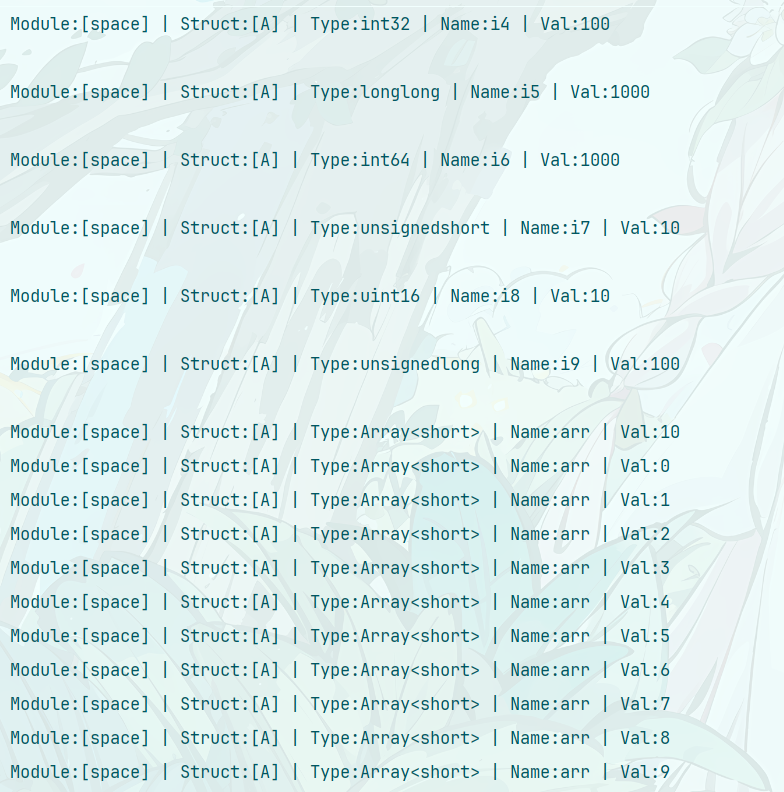 Module:[space] | Struct:[A] | Type:int32 | Name:i4 | Val:100
Module:[space] | Struct:[A] | Type:longlong | Name:i5 | Val:1000
Module:[space] | Struct:[A] | Type:int64 | Name:i6 | Val:1000
Module:[space] | Struct:[A] | Type:unsignedshort | Name:i7 | Val:10
Module:[space] | Struct:[A] | Type:uint16 | Name:i8 | Val:10
Module:[space] | Struct:[A] | Type:unsignedlong | Name:i9 | Val:100
Module:[space] | Struct:[A] | Type:Array<short> | Name:arr | Val:10
Module:[space] | Struct:[A] | Type:Array<short> | Name:arr | Val:0
Module:[space] | Struct:[A] | Type:Array<short> | Name:arr | Val:1
Module:[space] | Struct:[A] | Type:Array<short> | Name:arr | Val:2
Module:[space] | Struct:[A] | Type:Array<short> | Name:arr | Val:3
Module:[space] | Struct:[A] | Type:Array<short> | Name:arr | Val:4
Module:[space] | Struct:[A] | Type:Array<short> | Name:arr | Val:5
Module:[space] | Struct:[A] | Type:Array<short> | Name:arr | Val:6
Module:[space] | Struct:[A] | Type:Array<short> | Name:arr | Val:7
Module:[space] | Struct:[A] | Type:Array<short> | Name:arr | Val:8
Module:[space] | Struct:[A] | Type:Array<short> | Name:arr | Val:9